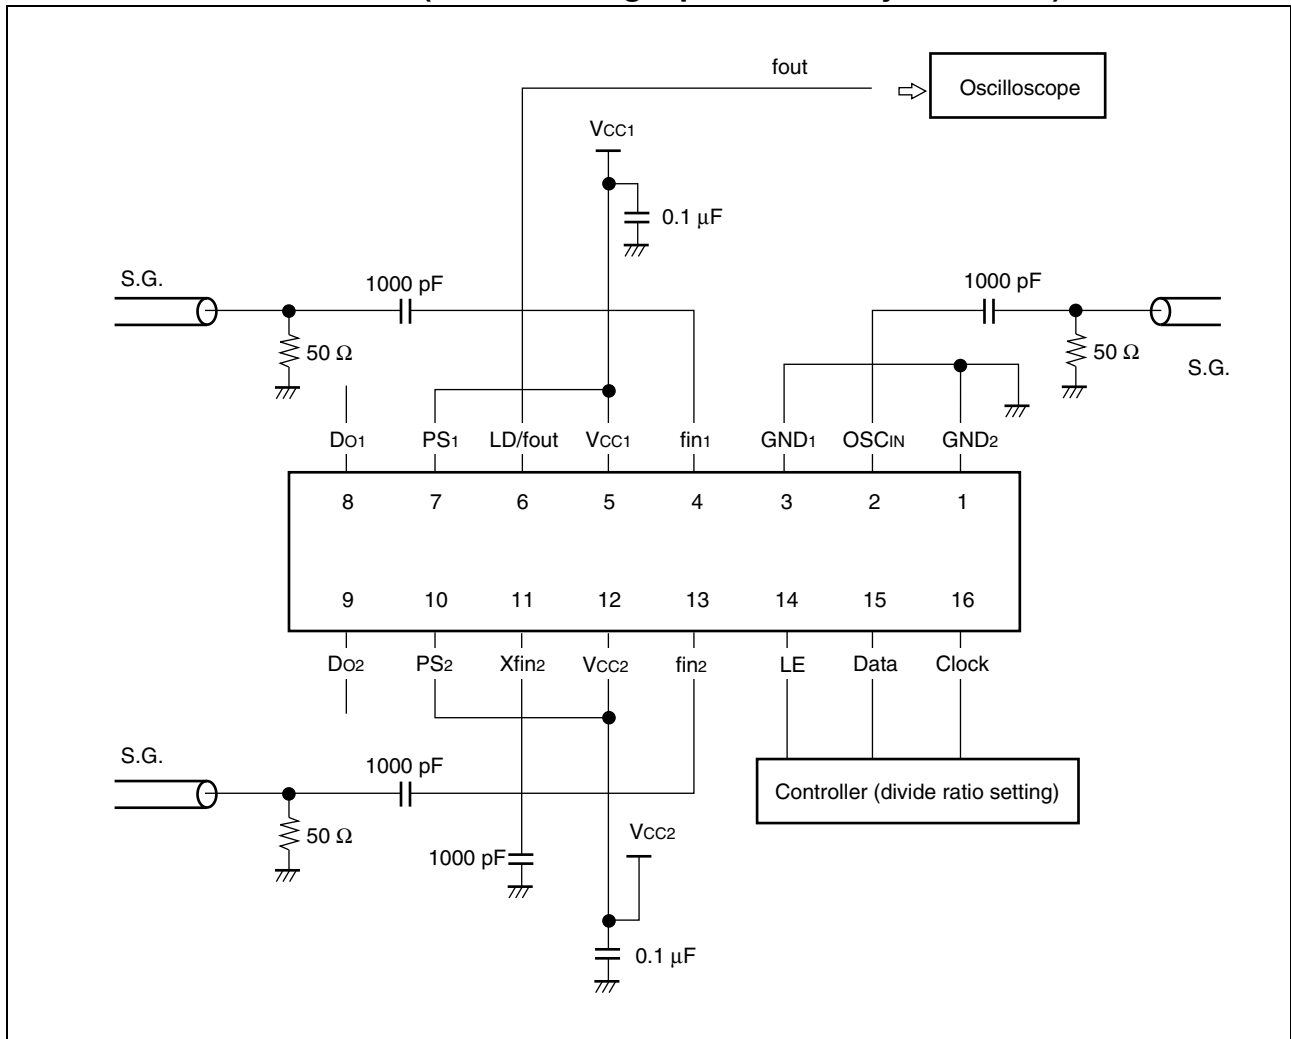 fout
Oscilloscope
VCC1
0.1 µF
S.G.
1000 pF
1000 pF
50 Ω
50 Ω
S.G.
DO1 PS1 LD/fout VCC1 fin1 GND1 OSCIN GND2
8 7 6 5 4 3 2 1
9 10 11 12 13 14 15 16
DO2 PS2 Xfin2 VCC2 fin2 LE Data Clock
S.G.
1000 pF
Controller (divide ratio setting)
50 Ω
VCC2
1000 pF
0.1 µF